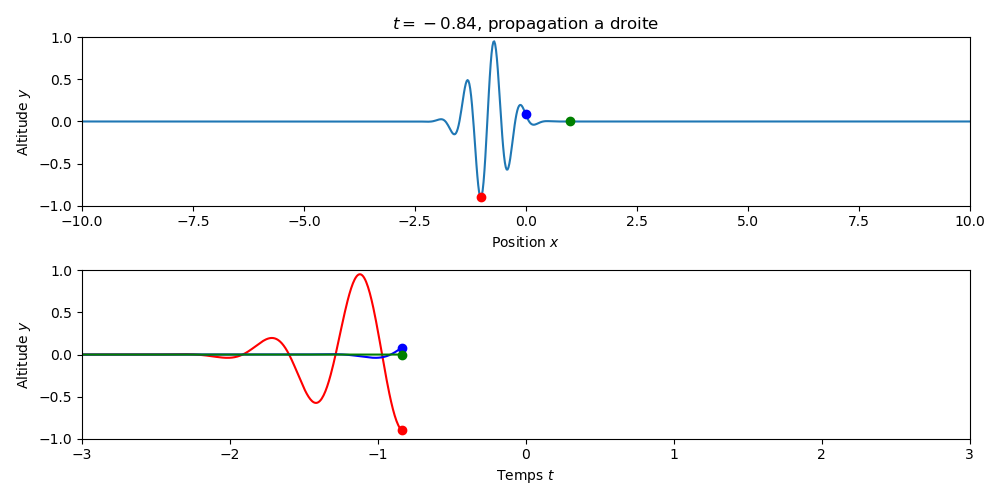 t = −0.84, propagation a droite
1.0
0.5
0.0
−0.5
−1.0
Altitude y
−10.0 −7.5 −5.0 −2.5 0.0 2.5 5.0 7.5 10.0
Position x
1.0
0.5
0.0
−0.5
−1.0
Altitude y
−3 −2 −1 0 1 2 3
Temps t